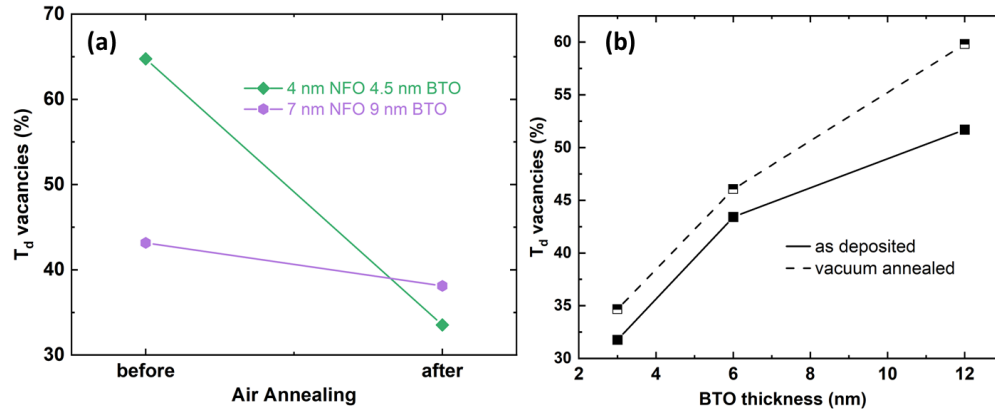 (a)
T_d vacancies (%)
70
60
50
40
30
4 nm NFO 4.5 nm BTO
7 nm NFO 9 nm BTO
before
after
Air Annealing
(b)
T_d vacancies (%)
60
55
50
45
40
35
30
as deposited
vacuum annealed
2
4
6
8
10
12
BTO thickness (nm)